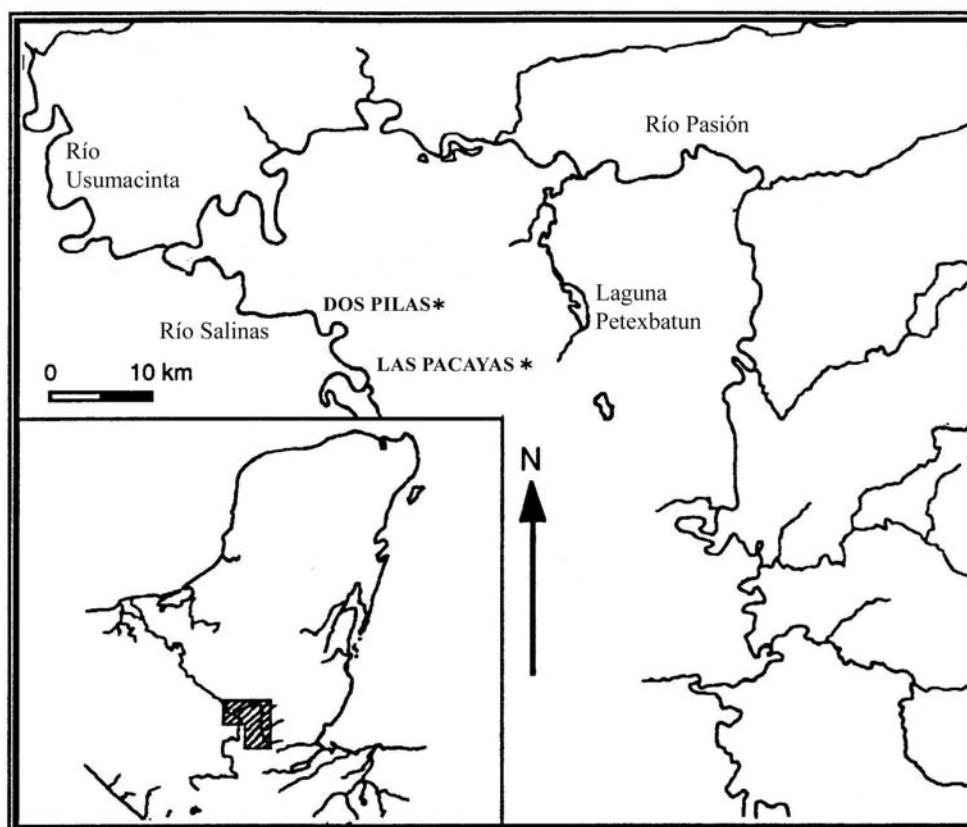 Río Pasión
Río
Usumacinta
DOS PILAS*
Laguna
Petexbatun
Río Salinas
LAS PACAYAS *
0 10 km
N